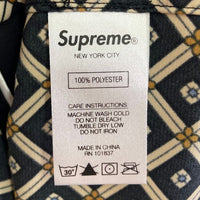 Supreme®
NEW YORK CITY
100% POLYESTER
CARE INSTRUCTIONS:
MACHINE WASH COLD
DO NOT BLEACH
TUMBLE DRY LOW
DO NOT IRON
MADE IN CHINA
RN 101837
30°